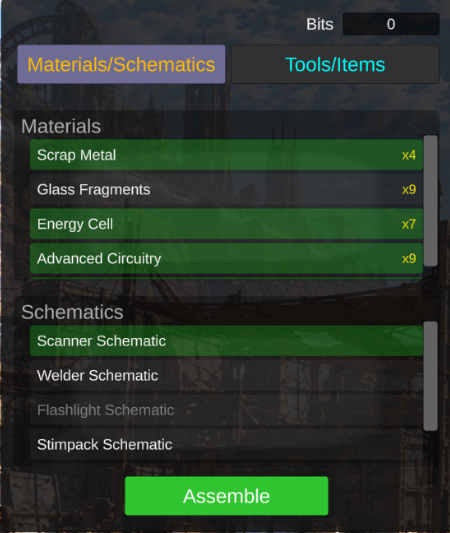 Bits 0
Materials/Schematics Tools/Items
Materials
Scrap Metal x4
Glass Fragments x9
Energy Cell x7
Advanced Circuitry x9
Schematics
Scanner Schematic
Welder Schematic
Flashlight Schematic
Stimpack Schematic
Assemble